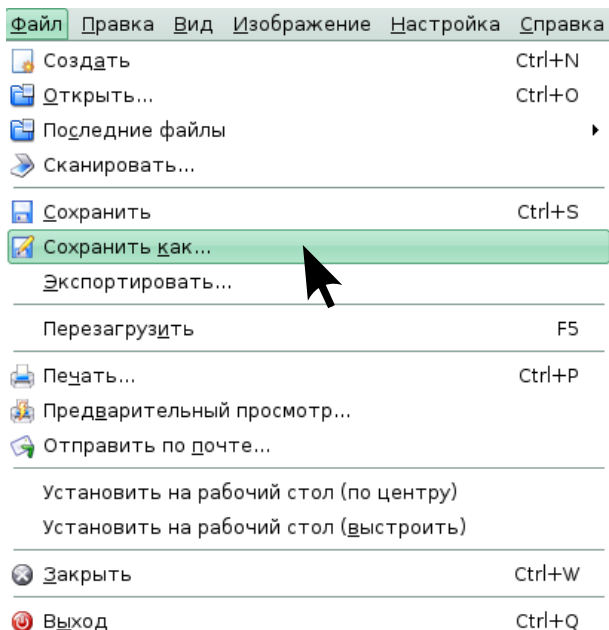 Файл Правка Вид Изображение Настройка Справка
Создать Ctrl+N
Открыть... Ctrl+O
Последние файлы
Сканировать...
Сохранить Ctrl+S
Сохранить как...
Экспортировать...
Перезагрузить F5
Печать... Ctrl+P
Предварительный просмотр...
Отправить по почте...
Установить на рабочий стол (по центру)
Установить на рабочий стол (выстроить)
Закрыть Ctrl+W
Выход Ctrl+Q